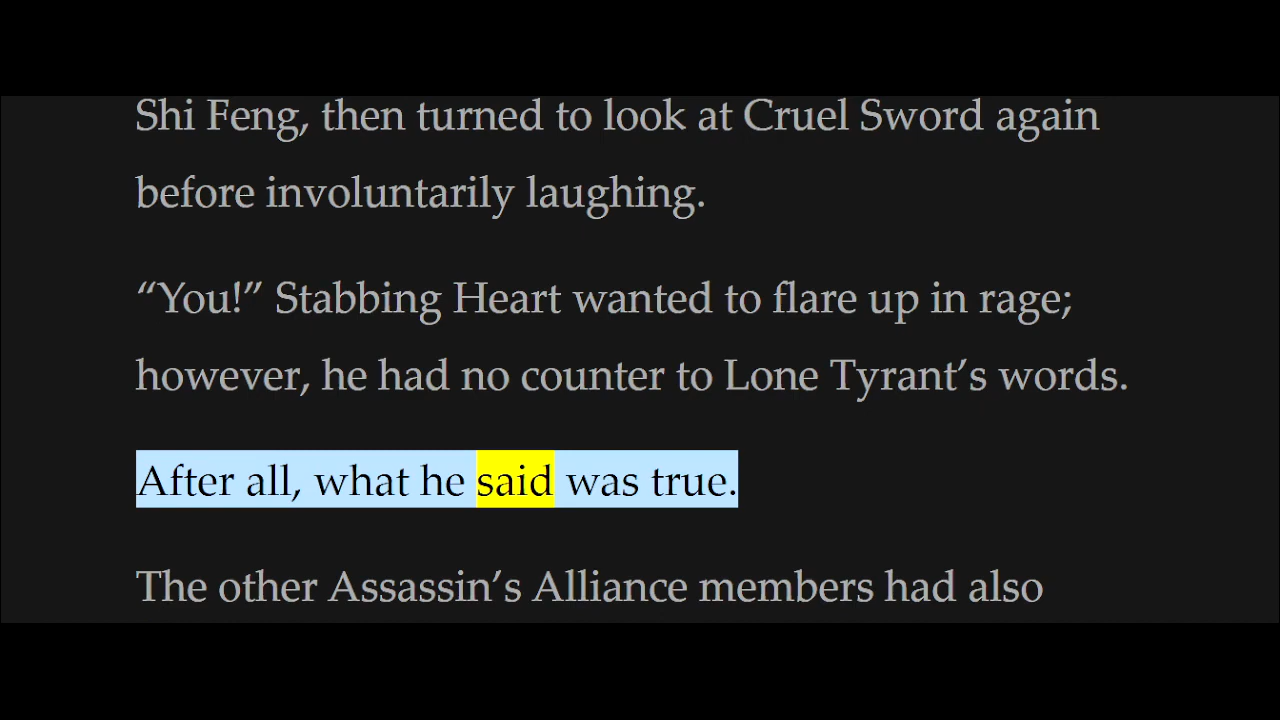 Shi Feng, then turned to look at Cruel Sword again
before involuntarily laughing.
“You!” Stabbing Heart wanted to flare up in rage;
however, he had no counter to Lone Tyrant’s words.
After all, what he said was true.
The other Assassin’s Alliance members had also